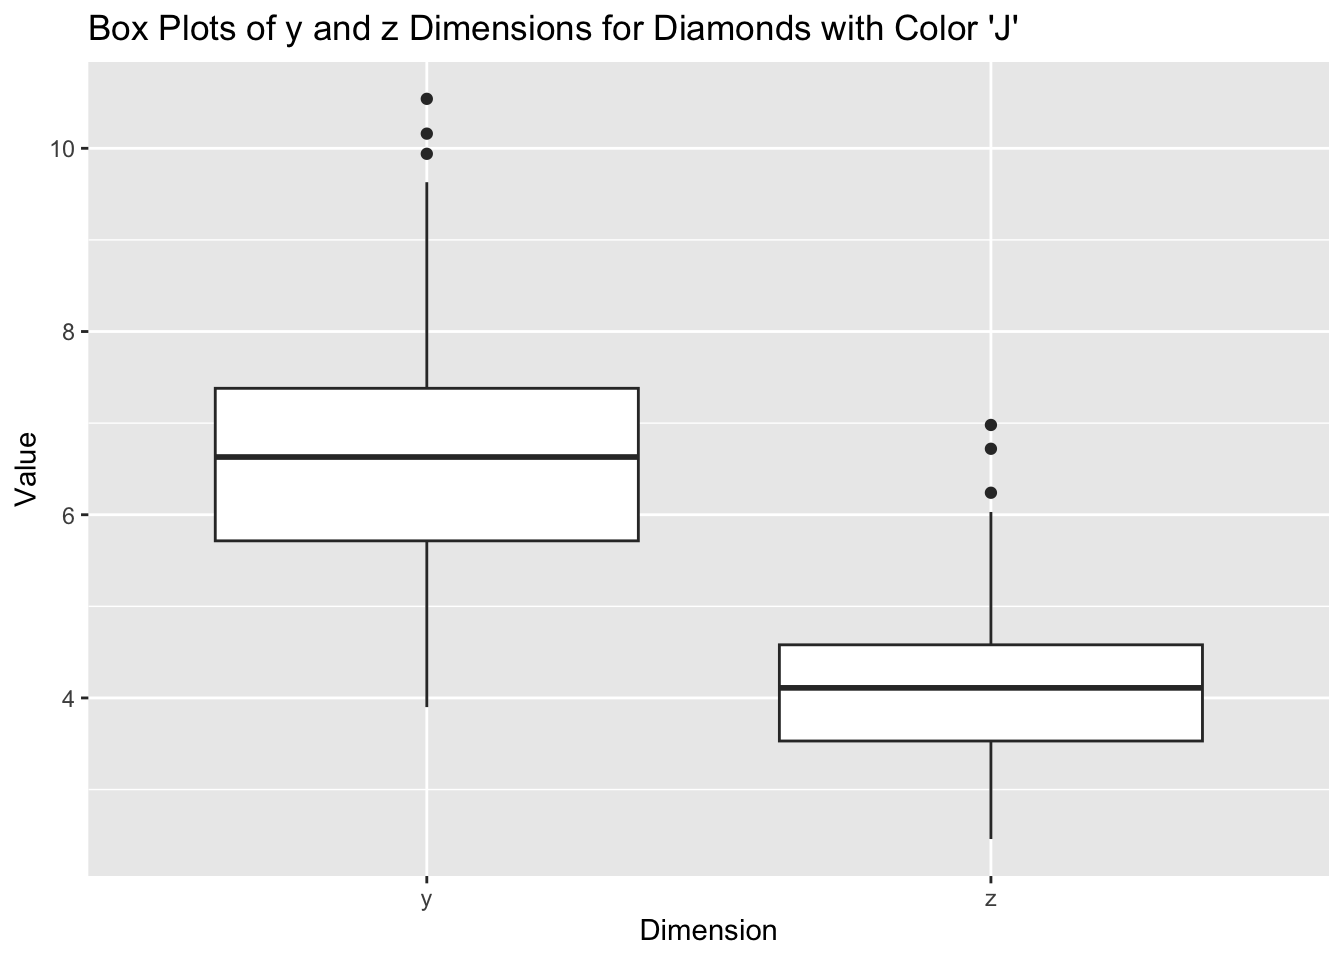 Box Plots of y and z Dimensions for Diamonds with Color 'J'
10
8
6
4
Value
y
z
Dimension